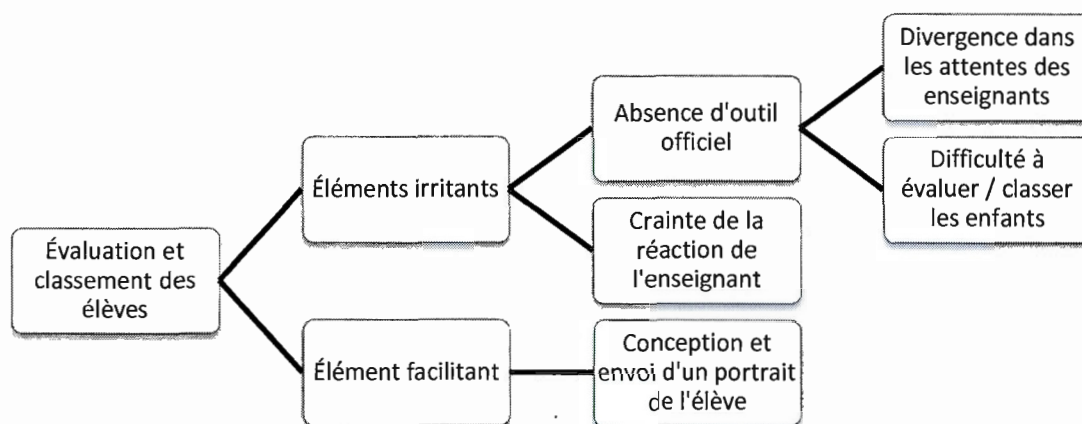 Évaluation et
classement des
élèves
Éléments irritants
Absence d'outil
officiel
Divergence dans
les attentes des
enseignants
Difficulté à
évaluer / classer
les enfants
Crainte de la
réaction de
l'enseignant
Élément facilitant
Conception et
envoi d'un portrait
de l'élève